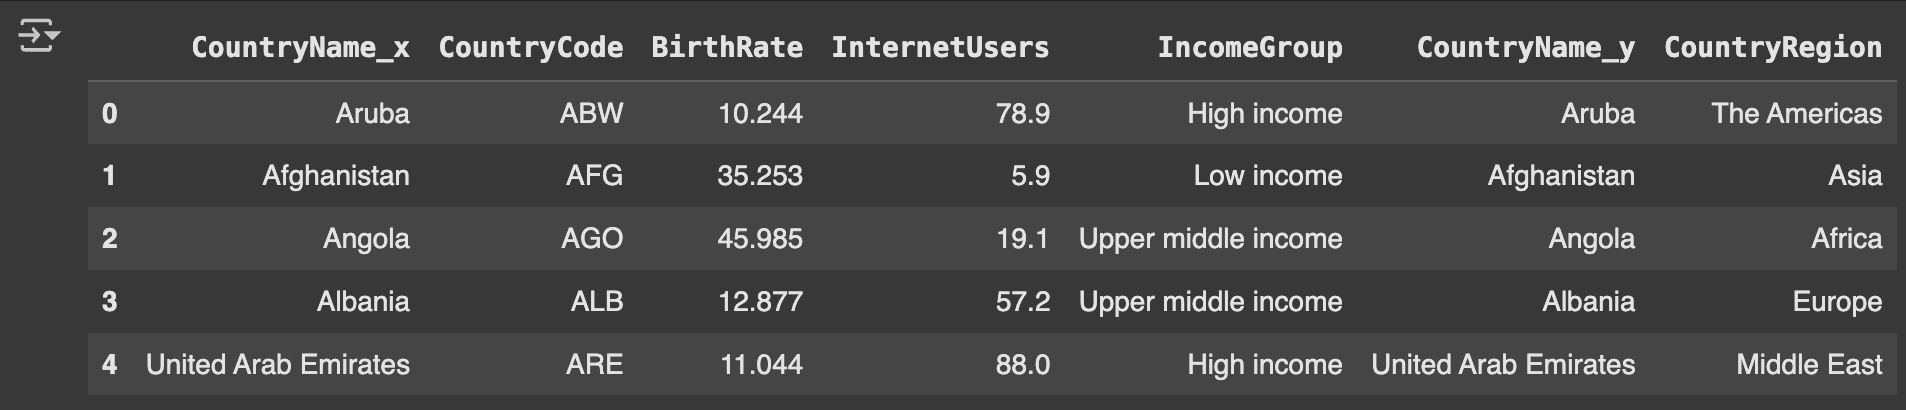 CountryName_x CountryCode BirthRate InternetUsers IncomeGroup CountryName_y CountryRegion
0 Aruba ABW 10.244 78.9 High income Aruba The Americas
1 Afghanistan AFG 35.253 5.9 Low income Afghanistan Asia
2 Angola AGO 45.985 19.1 Upper middle income Angola Africa
3 Albania ALB 12.877 57.2 Upper middle income Albania Europe
4 United Arab Emirates ARE 11.044 88.0 High income United Arab Emirates Middle East